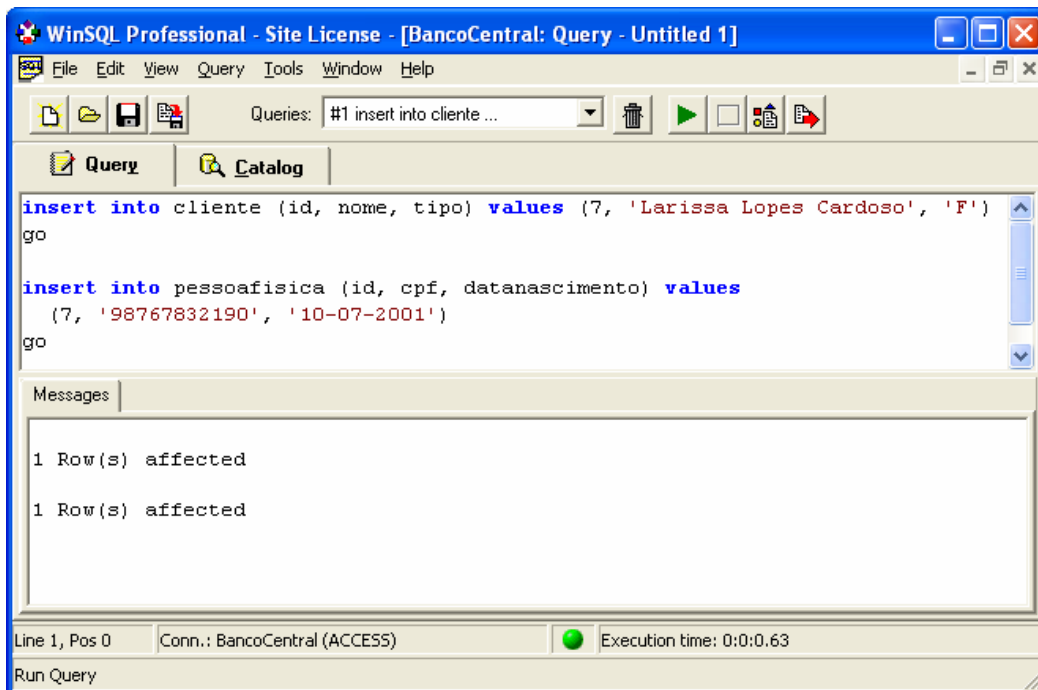 WinSQL Professional - Site License - [BancoCentral: Query - Untitled 1]
SQL File Edit View Query Tools Window Help
Queries: #1 insert into cliente ...
Query Catalog
insert into cliente (id, nome, tipo) values (7, 'Larissa Lopes Cardoso', 'F')
go
insert into pessoafisica (id, cpf, datanascimento) values
(7, '98767832190', '10-07-2001')
go
Messages
1 Row(s) affected
1 Row(s) affected
Line 1, Pos 0 Conn.: BancoCentral (ACCESS) Execution time: 0:0:0.63
Run Query